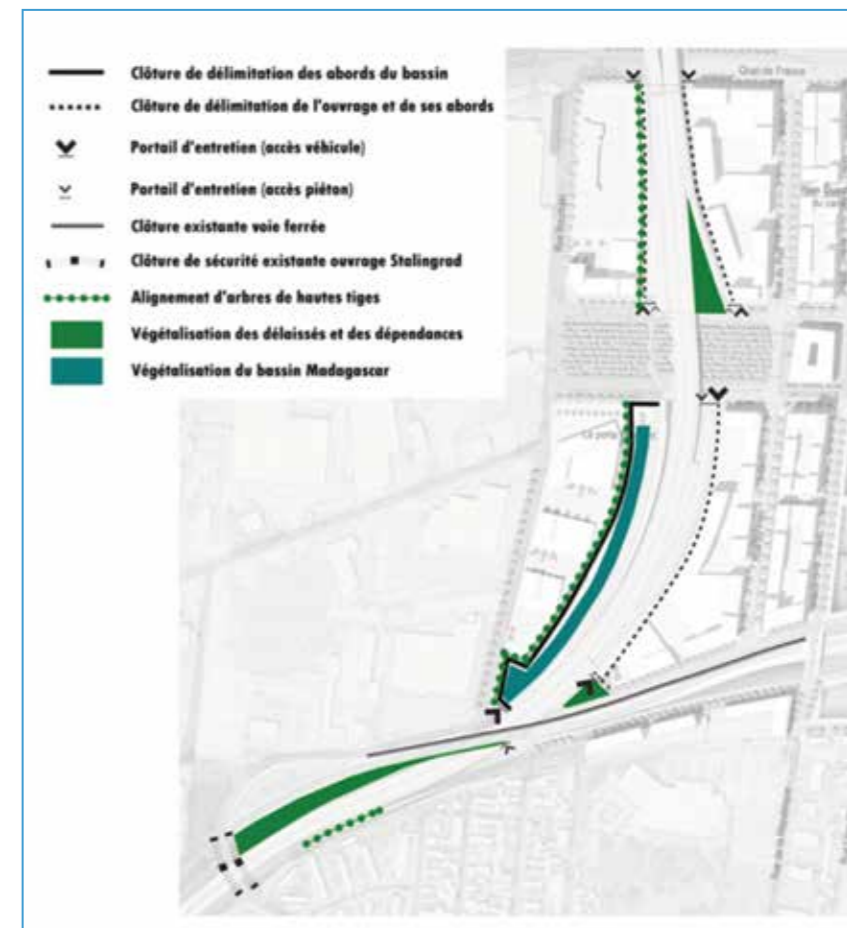 Clôture de délimitation des abords du bassin
Clôture de délimitation de l'ouvrage et de ses abords
Portail d'entretien (accès véhicule)
Portail d'entretien (accès piéton)
Clôture existante voie ferrée
Clôture de sécurité existante ouvrage Stalingrad
Alignement d'arbres de hautes tiges
Végétalisation des délaissés et des dépendances
Végétalisation du bassin Madagascar
Quai de France